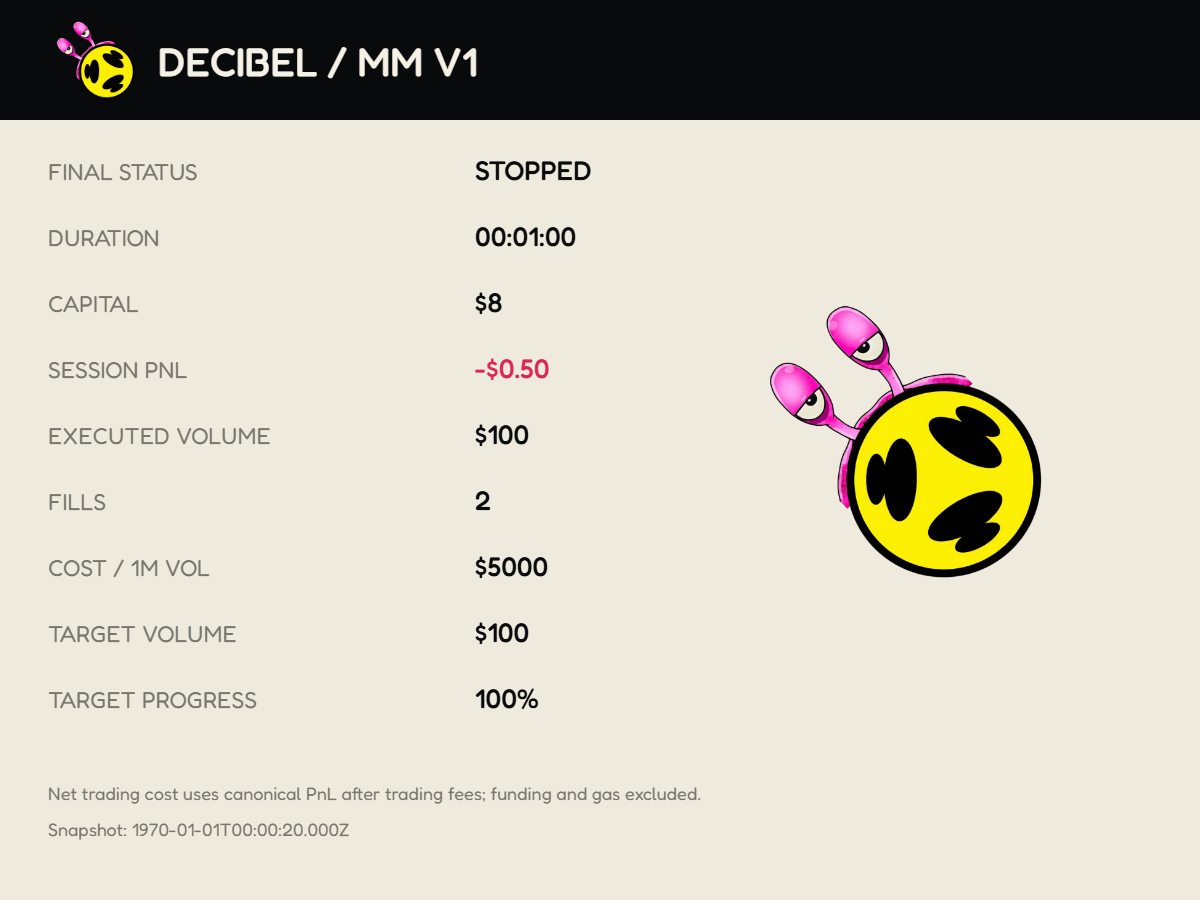 DECIBEL / MM V1
FINAL STATUS STOPPED
DURATION 00:01:00
CAPITAL $8
SESSION PNL -$0.50
EXECUTED VOLUME $100
FILLS 2
COST / 1M VOL $5000
TARGET VOLUME $100
TARGET PROGRESS 100%
Net trading cost uses canonical PnL after trading fees; funding and gas excluded.
Snapshot: 1970-01-01T00:00:20.000Z